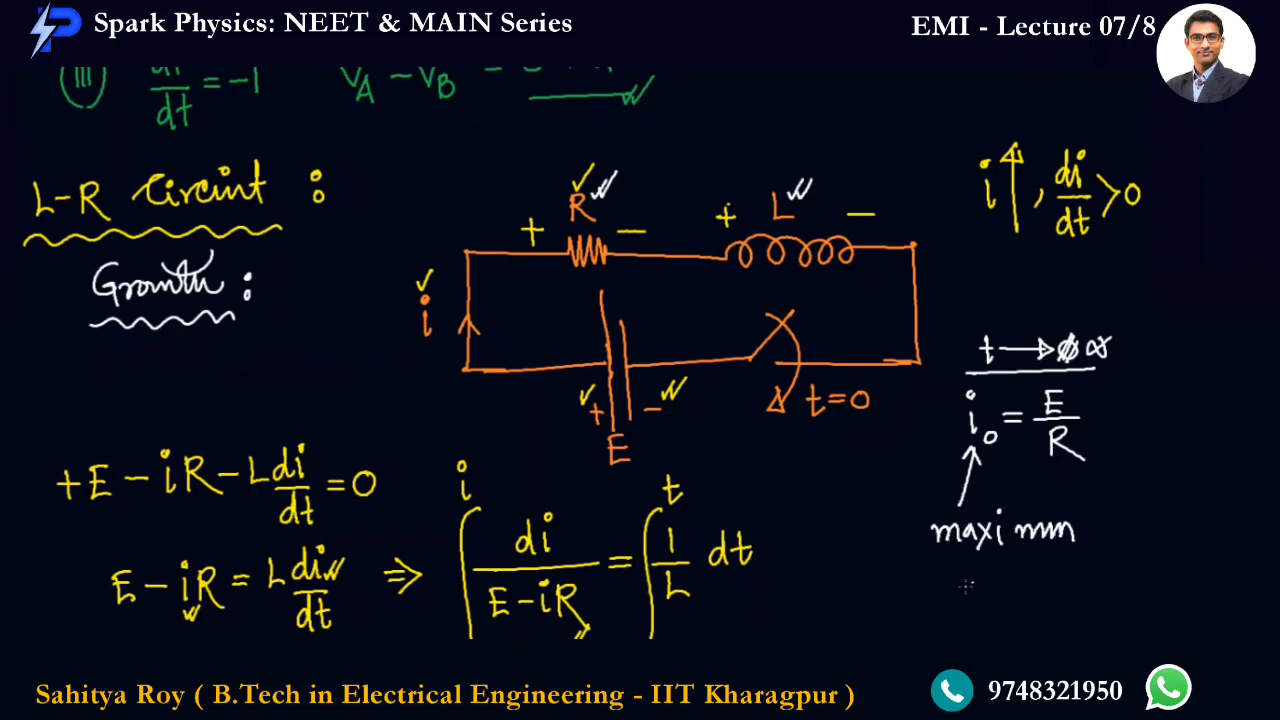 Spark Physics: NEET & MAIN Series
EMI - Lecture 07/8
III di/dt = -1 VA - VB =
L-R Circuit :
Growth :
R
L
+ - + -
i
+ -
E
t=0
i↑, di/dt > 0
t → ∞
i₀ = E/R
maximum
+E - iR - L di/dt = 0
E - iR = L di/dt ⇒ ∫ⁱ di/(E - iR) = ∫ᵗ 1/L dt
Sahitya Roy ( B.Tech in Electrical Engineering - IIT Kharagpur )
9748321950